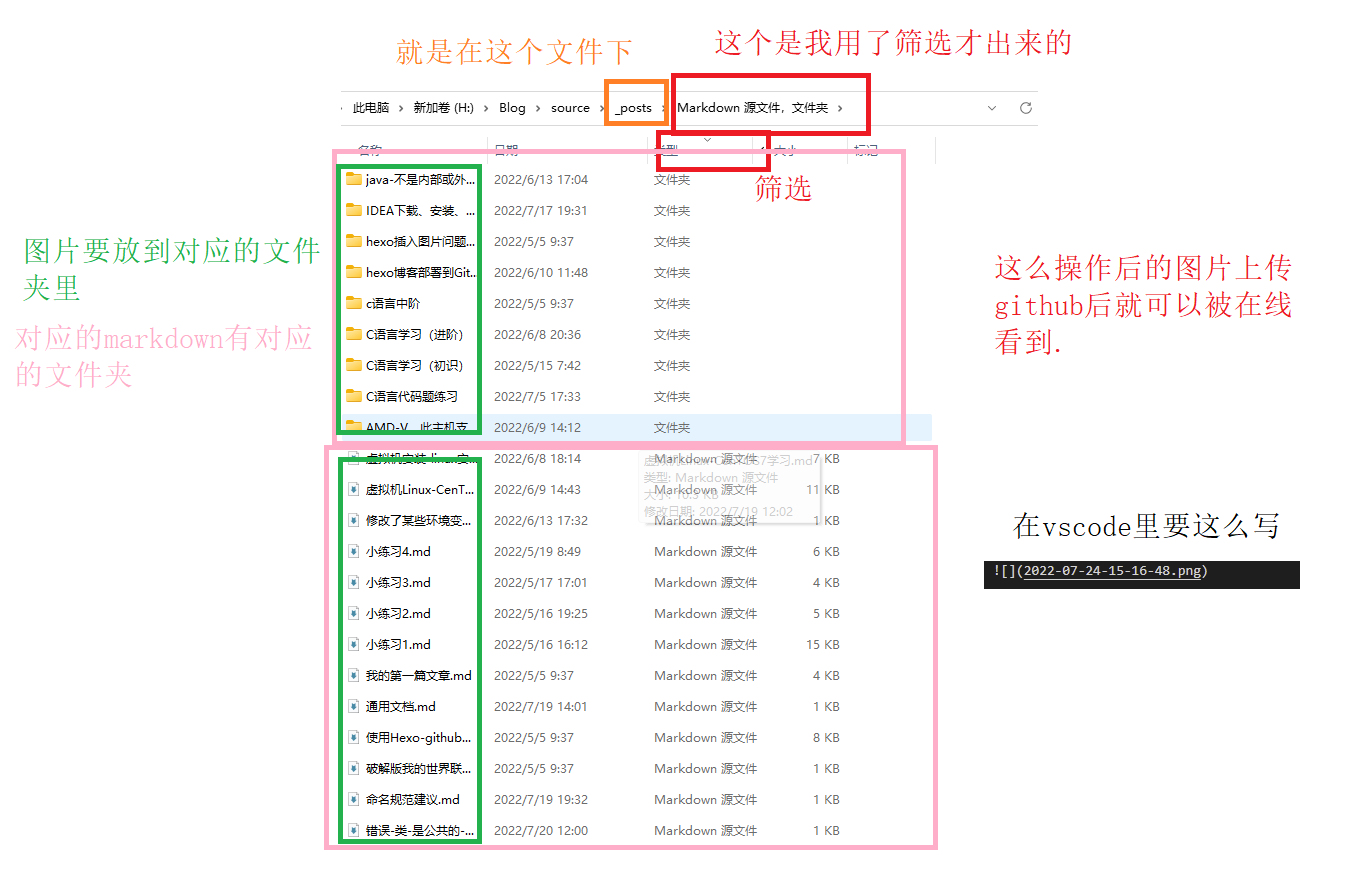 就是在这个文件下
这个是我用了筛选才出来的
此电脑 > 新加卷 (H:) > Blog > source > _posts > Markdown 源文件，文件夹 >
名称 日期 类型 大小 标记
筛选
java-不是内部或外... 2022/6/13 17:04 文件夹
IDEA下载、安装、... 2022/7/17 19:31 文件夹
hexo插入图片问题... 2022/5/5 9:37 文件夹
hexo博客部署到Git... 2022/6/10 11:48 文件夹
c语言中阶 2022/5/5 9:37 文件夹
C语言学习（进阶） 2022/6/8 20:36 文件夹
C语言学习（初识） 2022/5/15 7:42 文件夹
C语言代码题练习 2022/7/5 17:33 文件夹
AMD-V，此主机支... 2022/6/9 14:12 文件夹
图片要放到对应的文件
夹里
对应的markdown有对应
的文件夹
这么操作后的图片上传
github后就可以被在线
看到.
2022/6/8 18:14 Markdown 源文件 7 KB
虚拟机Linux-CenT... 2022/6/9 14:43 Markdown 源文件 11 KB
修改了某些环境变... 2022/6/13 17:32 Markdown 源文件 1 KB
小练习4.md 2022/5/19 8:49 Markdown 源文件 6 KB
小练习3.md 2022/5/17 17:01 Markdown 源文件 4 KB
小练习2.md 2022/5/16 19:25 Markdown 源文件 5 KB
小练习1.md 2022/5/16 16:12 Markdown 源文件 15 KB
我的第一篇文章.md 2022/5/5 9:37 Markdown 源文件 4 KB
通用文档.md 2022/7/19 14:01 Markdown 源文件 1 KB
使用Hexo-github... 2022/5/5 9:37 Markdown 源文件 8 KB
破解版我的世界联... 2022/5/5 9:37 Markdown 源文件 1 KB
命名规范建议.md 2022/7/19 19:32 Markdown 源文件 1 KB
错误-类-是公共的-... 2022/7/20 12:00 Markdown 源文件 1 KB
类型: Markdown 源文件
修改日期: 2022/7/19 12:02
在vscode里要这么写
![](2022-07-24-15-16-48.png)